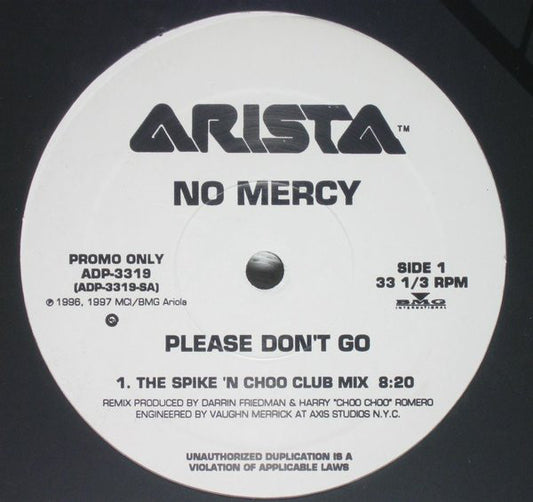 ARISTA™
NO MERCY
PROMO ONLY
ADP-3319
(ADP-3319-SA)
℗ 1996, 1997 MCI/BMG Ariola
SIDE 1
33 1/3 RPM
BMG
INTERNATIONAL
PLEASE DON'T GO
1. THE SPIKE 'N CHOO CLUB MIX 8:20
REMIX PRODUCED BY DARRIN FRIEDMAN & HARRY "CHOO CHOO" ROMERO
ENGINEERED BY VAUGHN MERRICK AT AXIS STUDIOS N.Y.C.
UNAUTHORIZED DUPLICATION IS A
VIOLATION OF APPLICABLE LAWS